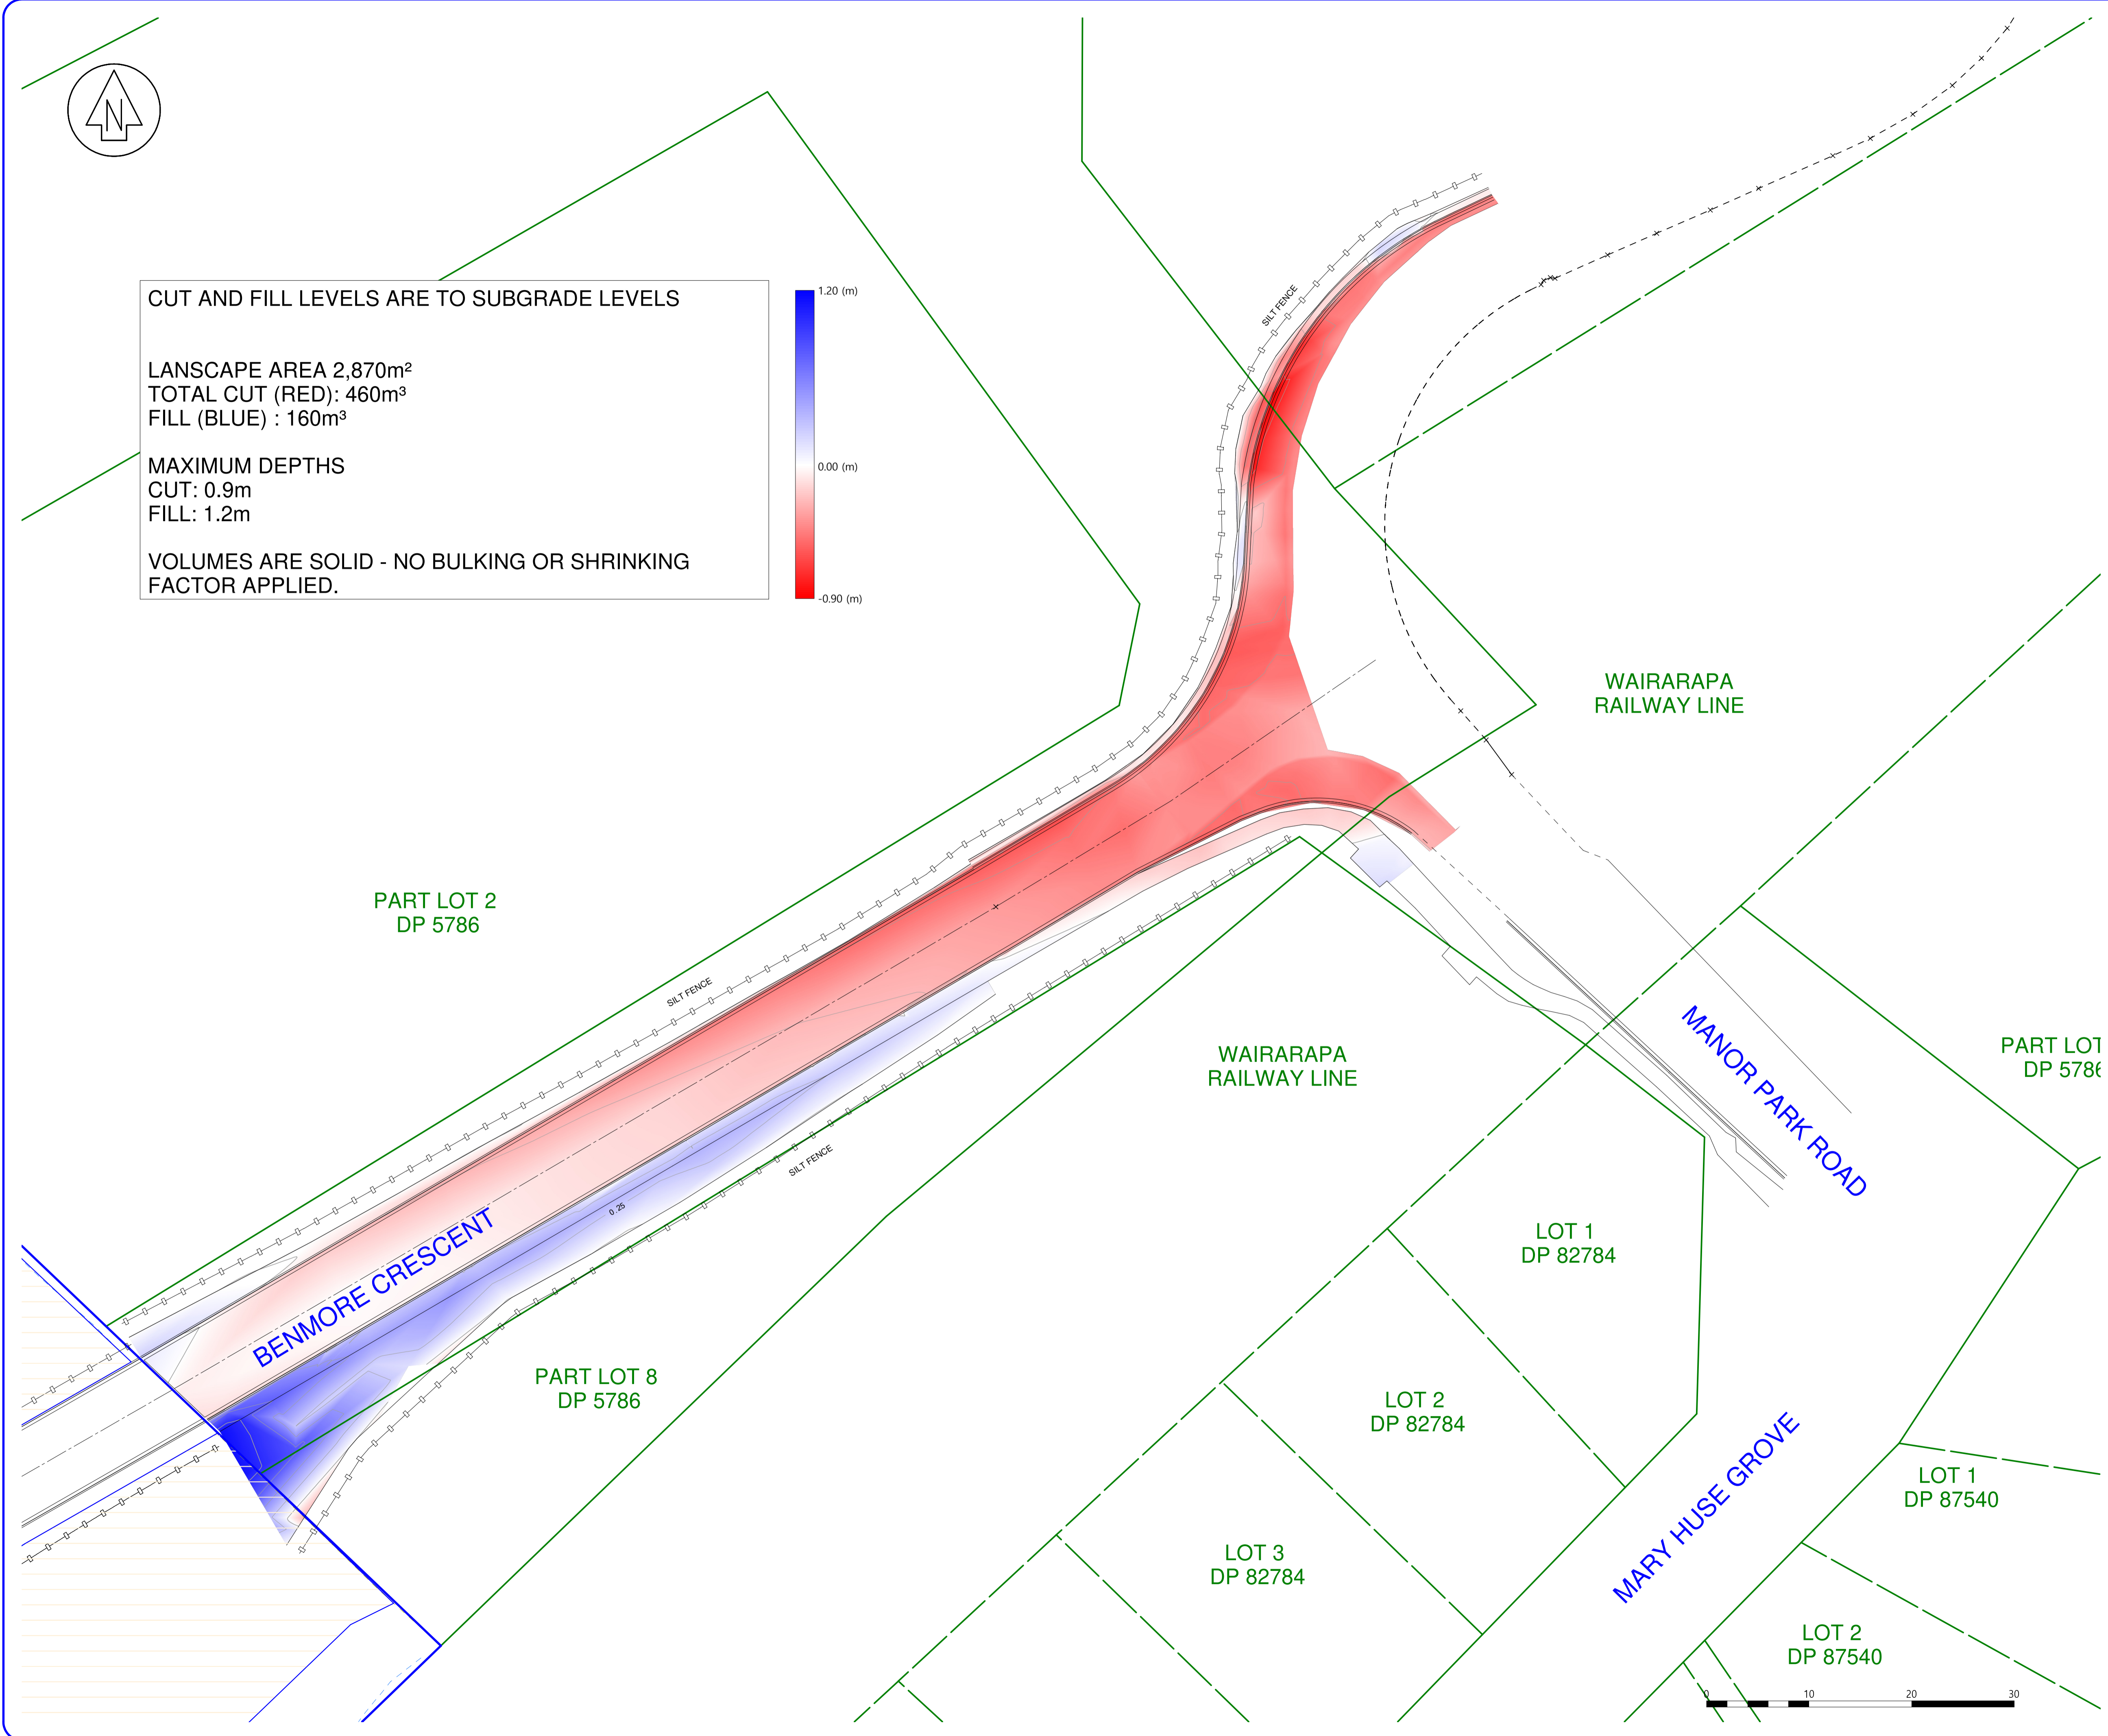 N
CUT AND FILL LEVELS ARE TO SUBGRADE LEVELS
LANSCAPE AREA 2,870m²
TOTAL CUT (RED): 460m³
FILL (BLUE) : 160m³
MAXIMUM DEPTHS
CUT: 0.9m
FILL: 1.2m
VOLUMES ARE SOLID - NO BULKING OR SHRINKING
FACTOR APPLIED.
1.20 (m)
0.00 (m)
-0.90 (m)
SILT FENCE
WAIRARAPA
RAILWAY LINE
PART LOT 2
DP 5786
SILT FENCE
WAIRARAPA
RAILWAY LINE
MANOR PARK ROAD
PART LOT
DP 5786
SILT FENCE
0.25
BENMORE CRESCENT
LOT 1
DP 82784
PART LOT 8
DP 5786
LOT 2
DP 82784
MARY HUSE GROVE
LOT 1
DP 87540
LOT 3
DP 82784
LOT 2
DP 87540
0 10 20 30